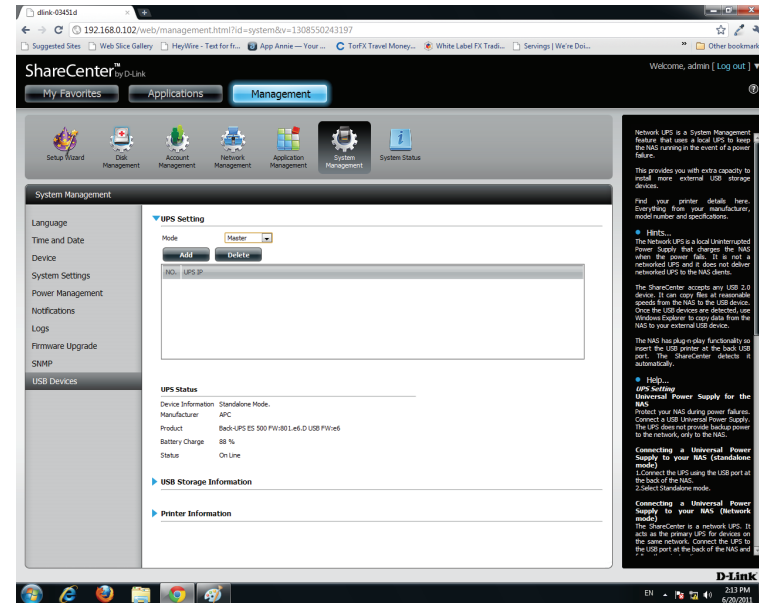 dlink-03451d
192.168.0.102/web/management.html?id=system&v=1308550243197
Suggested Sites Web Slice Gallery HeyWire - Text for fr... App Annie — Your ... TorFX Travel Money... White Label FX Tradi... Servings | We're Doi... » Other bookmark
ShareCenter™ by D-Link
Welcome, admin [ Log out ]
My Favorites Applications Management
Setup Wizard Disk Management Account Management Network Management Application Management System Management System Status
System Management
Language
Time and Date
Device
System Settings
Power Management
Notifications
Logs
Firmware Upgrade
SNMP
USB Devices
UPS Setting
Mode Master
Add Delete
NO. UPS IP
UPS Status
Device Information Standalone Mode.
Manufacturer APC
Product Back-UPS ES 500 FW:801.e6.D USB FW:e6
Battery Charge 88 %
Status On Line
USB Storage Information
Printer Information
Network UPS is a System Management
feature that uses a local UPS to keep
the NAS running in the event of a power
failure.
This provides you with extra capacity to
install more external USB storage
devices.
Find your printer details here.
Everything from your manufacturer,
model number and specifications.
Hints...
The Network UPS is a local Uninterrupted
Power Supply that charges the NAS
when the power fails. It is not a
networked UPS and it does not deliver
networked UPS to the NAS clients.
The ShareCenter accepts any USB 2.0
device. It can copy files at reasonable
speeds from the NAS to the USB device.
Once the USB devices are detected, use
Windows Explorer to copy data from the
NAS to your external USB device.
The NAS has plug-n-play functionality so
insert the USB printer at the back USB
port. The ShareCenter detects it
automatically.
Help...
UPS Setting
Universal Power Supply for the
NAS
Protect your NAS during power failures.
Connect a USB Universal Power Supply.
The UPS does not provide backup power
to the network, only to the NAS.
Connecting a Universal Power
Supply to your NAS (standalone
mode)
1.Connect the UPS using the USB port at
the back of the NAS.
2.Select Standalone mode.
Connecting a Universal Power
Supply to your NAS (Network
mode)
The ShareCenter is a network UPS. It
acts as the primary UPS for devices on
the same network. Connect the UPS to
the USB port at the back of the NAS and
D-Link
EN 2:13 PM
6/20/2011